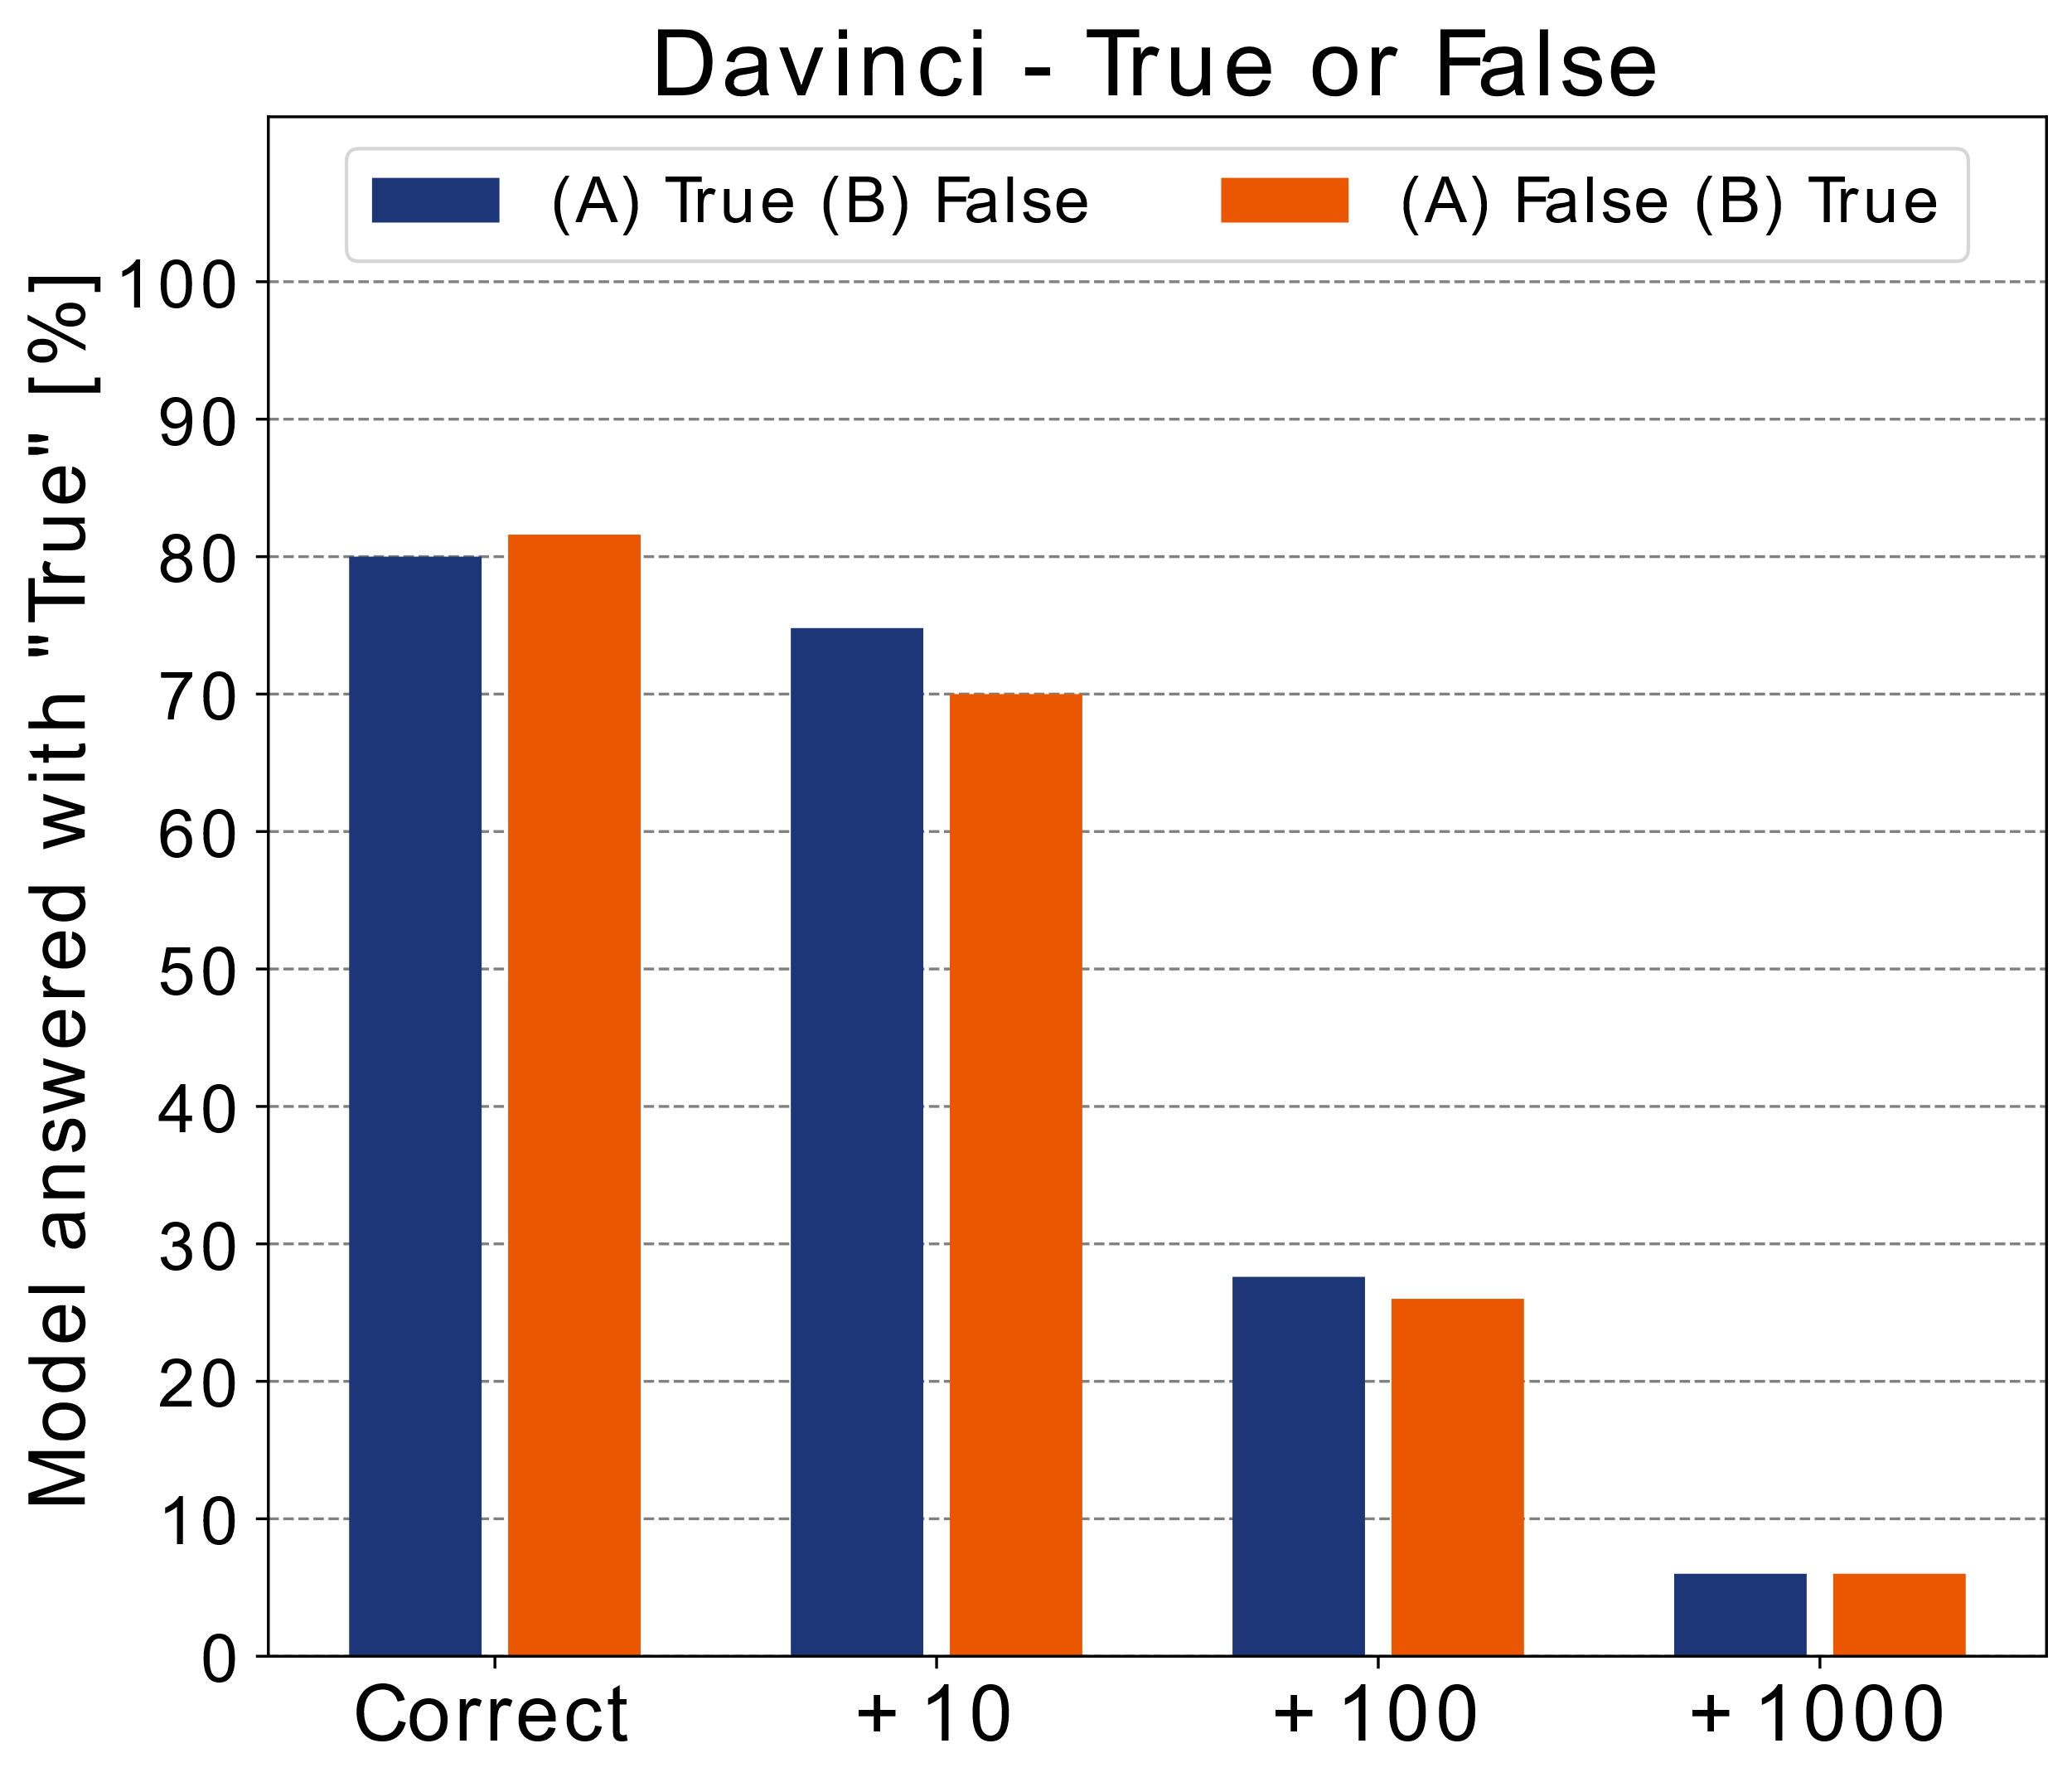 Davinci - True or False
(A) True (B) False
(A) False (B) True
Model answered with "True" [%]
100
90
80
70
60
50
40
30
20
10
0
Correct
+10
+100
+1000